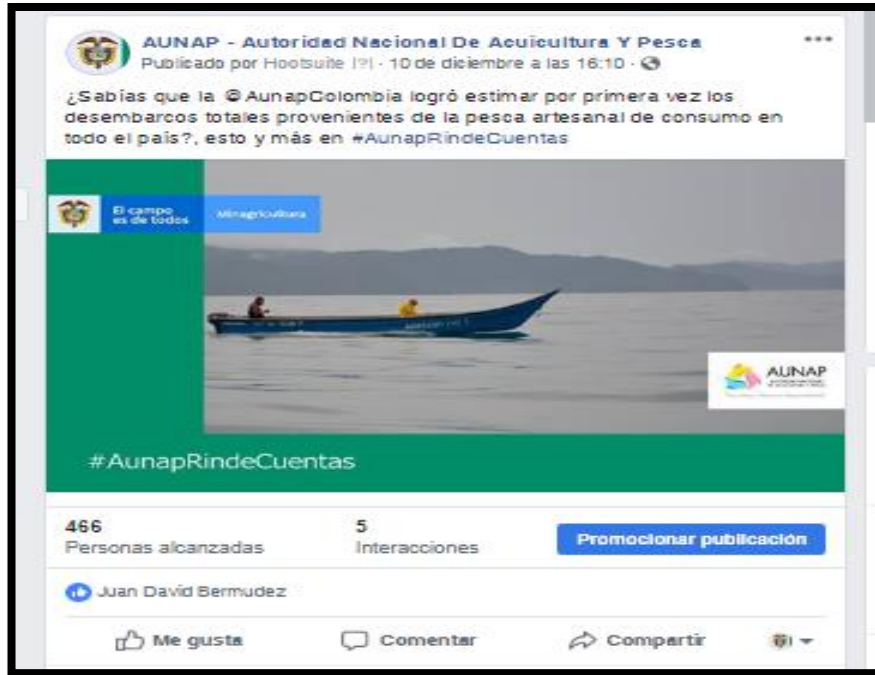 AUNAP - Autoridad Nacional De Acuicultura Y Pesca
Publicado por Hootsuite [?] · 10 de diciembre a las 16:10 ·
¿Sabías que la @AunapColombia logró estimar por primera vez los
desembarcos totales provenientes de la pesca artesanal de consumo en
todo el país?, esto y más en #AunapRindeCuentas
El campo
es de todos
Minagricultura
AUNAP
#AunapRindeCuentas
466
Personas alcanzadas
5
Interacciones
Promocionar publicación
Juan David Bermudez
Me gusta
Comentar
Compartir